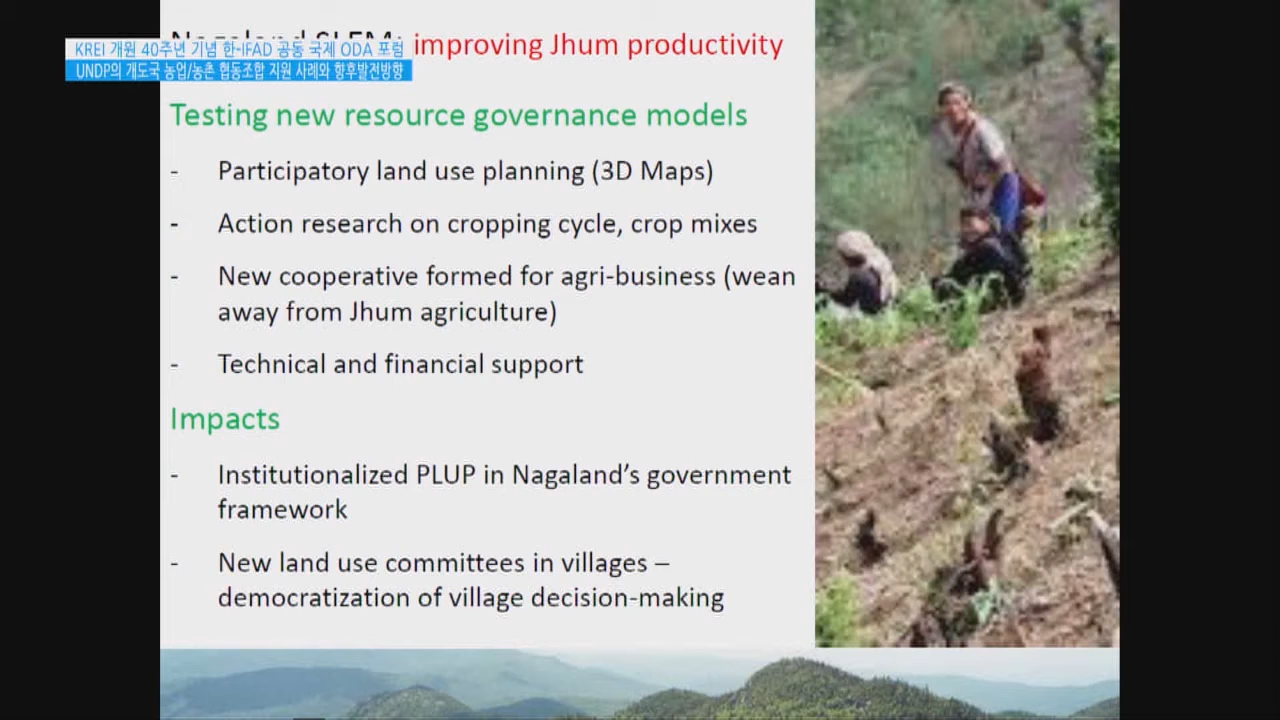 KREI 개원 40주년 기념 한-IFAD 공동 국제 ODA 포럼
UNDP의 개도국 농업/농촌 협동조합 지원 사례와 향후발전방향
improving Jhum productivity
Testing new resource governance models
- Participatory land use planning (3D Maps)
- Action research on cropping cycle, crop mixes
- New cooperative formed for agri-business (wean
away from Jhum agriculture)
- Technical and financial support
Impacts
- Institutionalized PLUP in Nagaland’s government
framework
- New land use committees in villages –
democratization of village decision-making